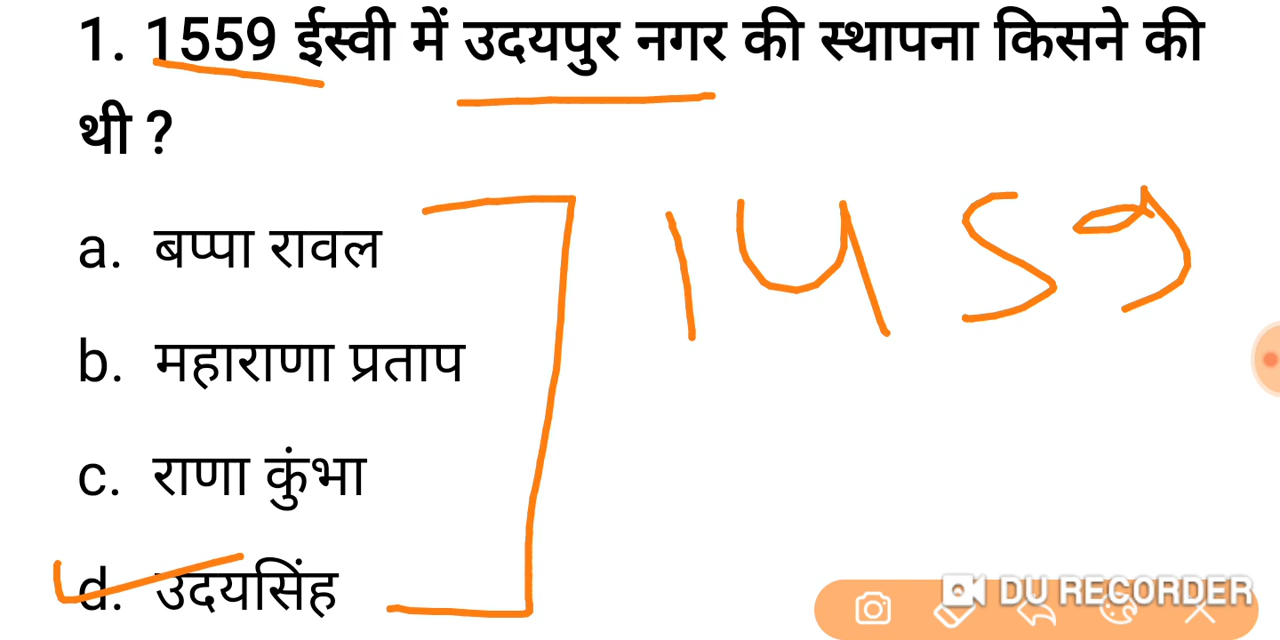 1. 1559 ईस्वी में उदयपुर नगर की स्थापना किसने की
थी ?
a. बप्पा रावल
1459
b. महाराणा प्रताप
c. राणा कुंभा
d. उदयसिंह
DU RECORDER